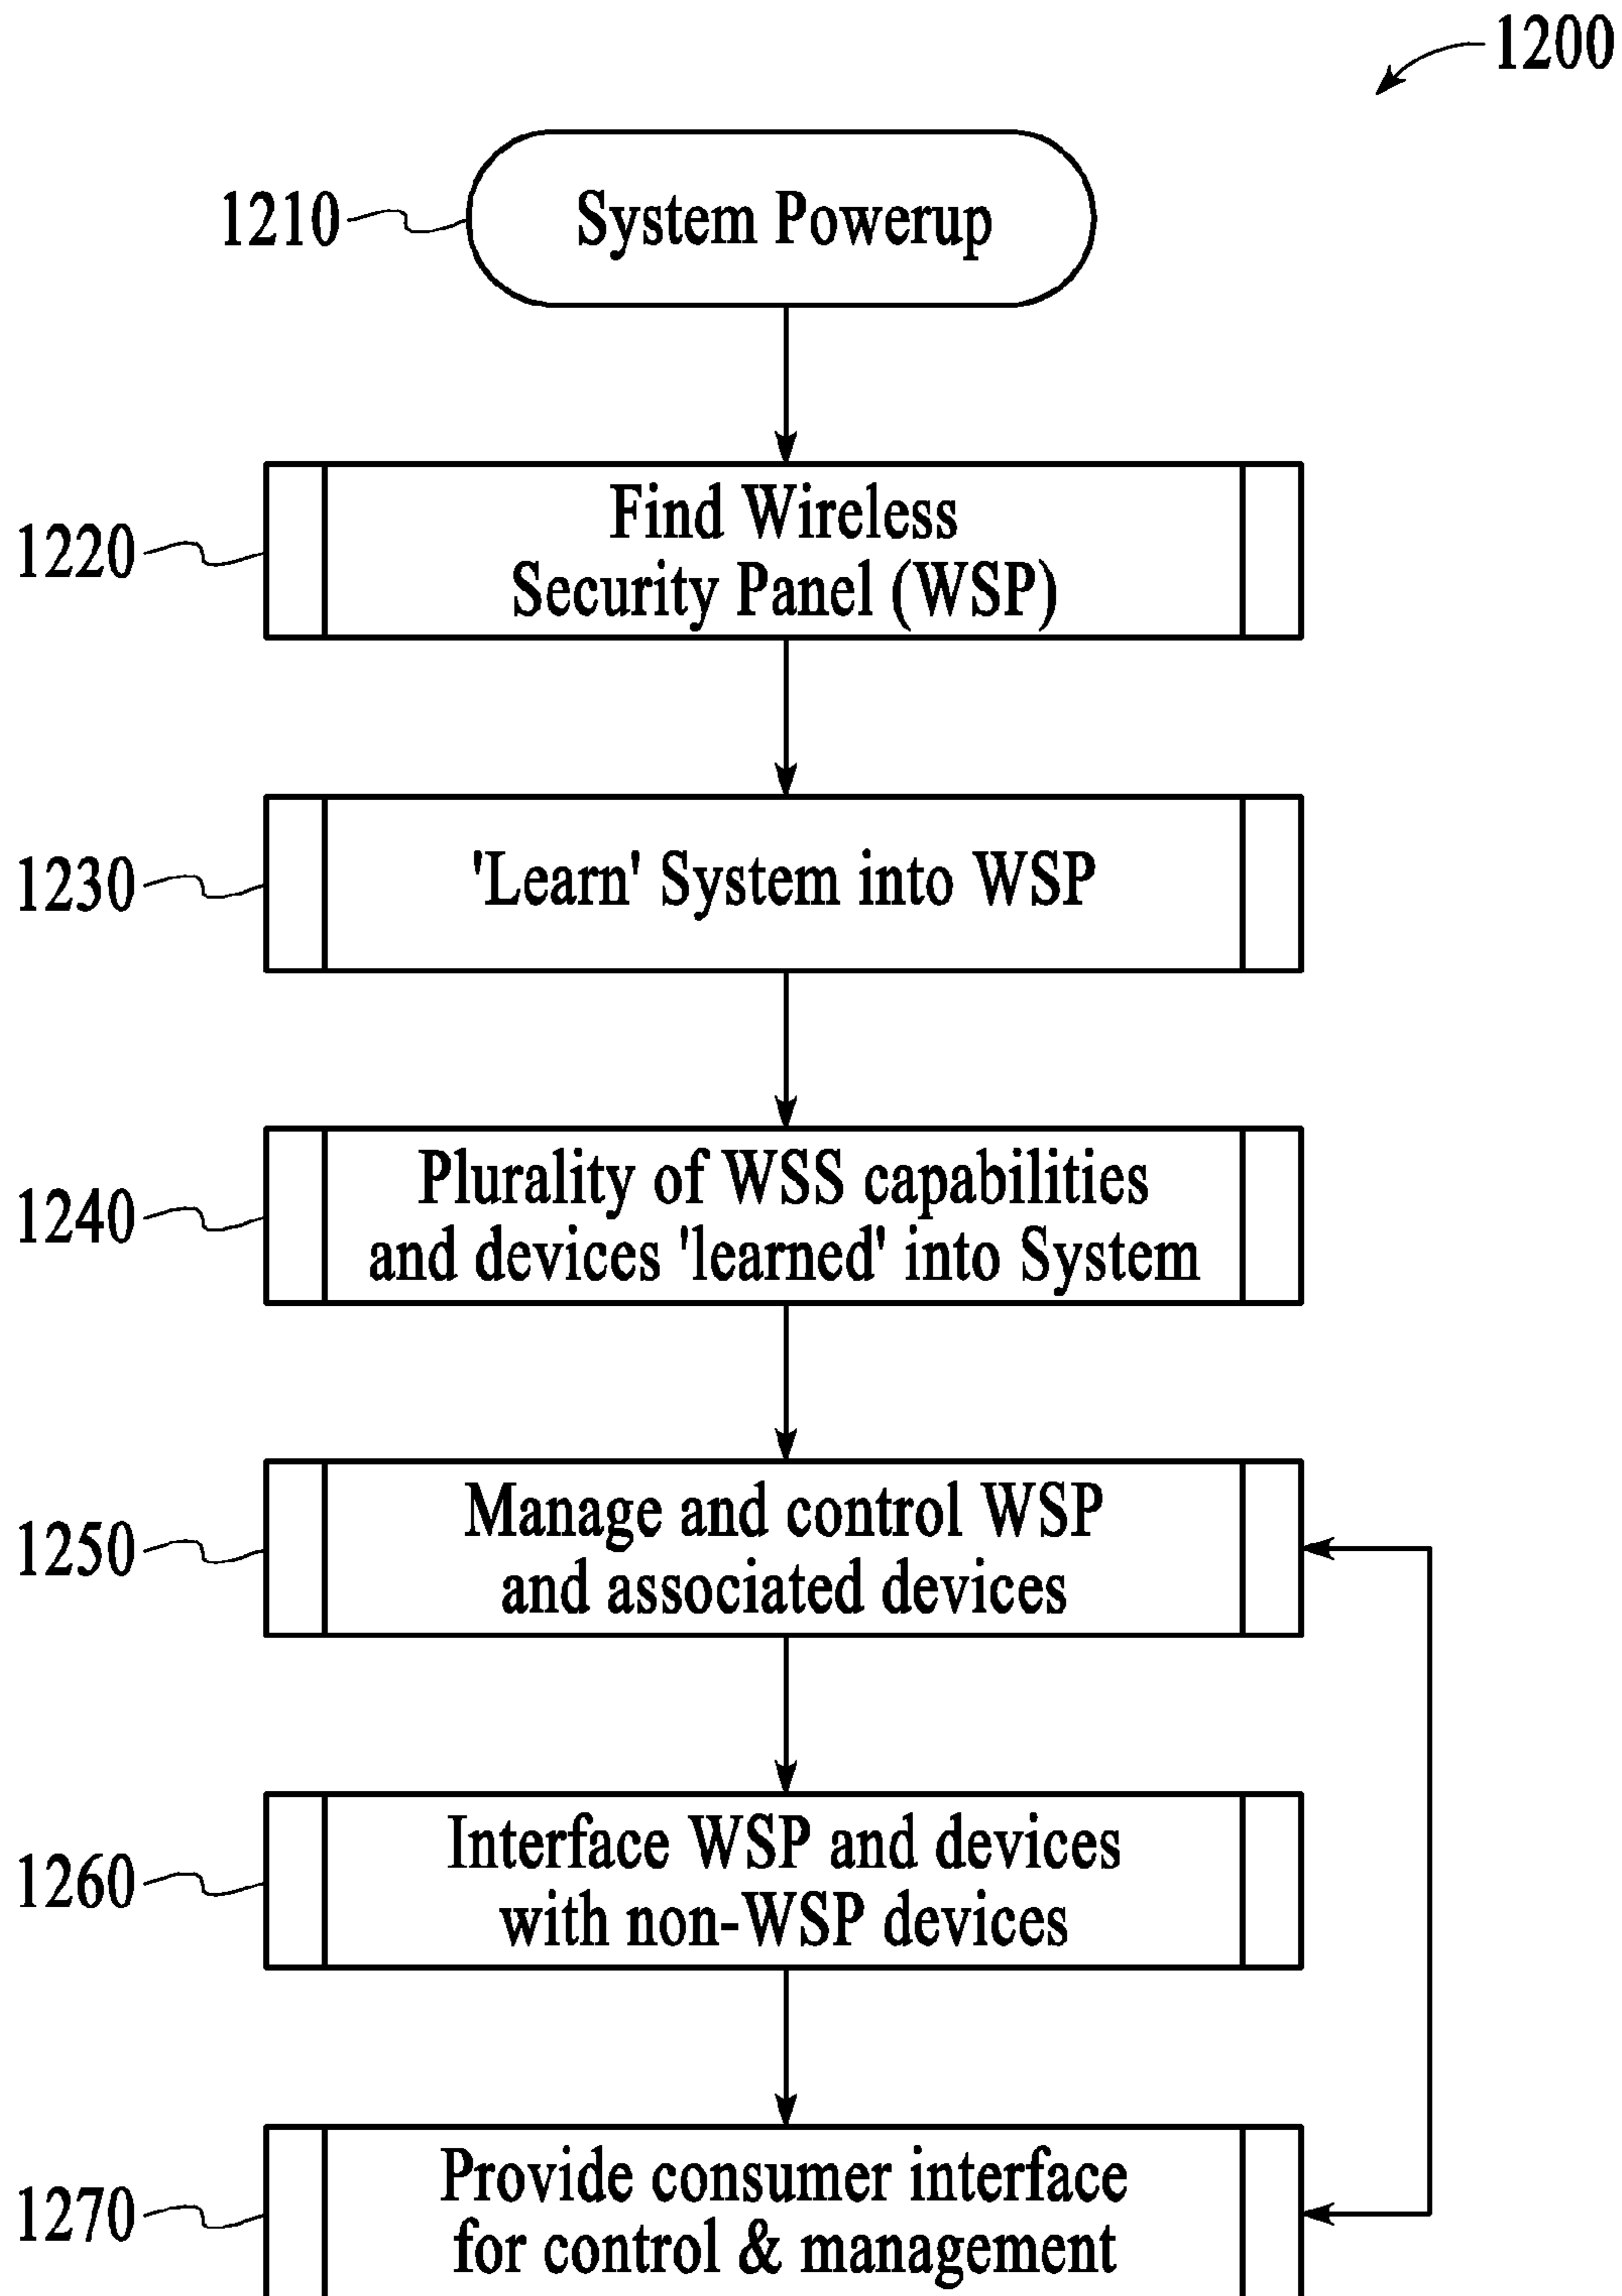 1200
1210
System Powerup
1220
Find Wireless
Security Panel (WSP)
1230
'Learn' System into WSP
1240
Plurality of WSS capabilities
and devices 'learned' into System
1250
Manage and control WSP
and associated devices
1260
Interface WSP and devices
with non-WSP devices
1270
Provide consumer interface
for control & management